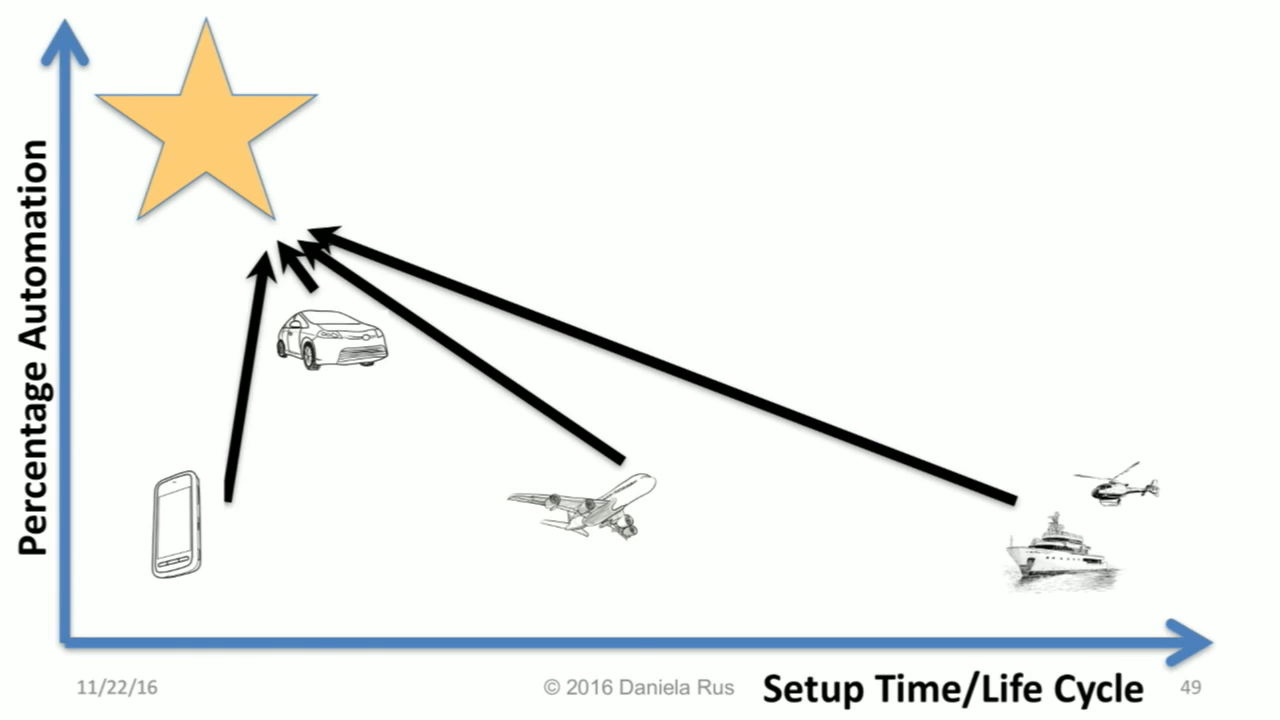 Percentage Automation
Setup Time/Life Cycle
11/22/16
© 2016 Daniela Rus
49